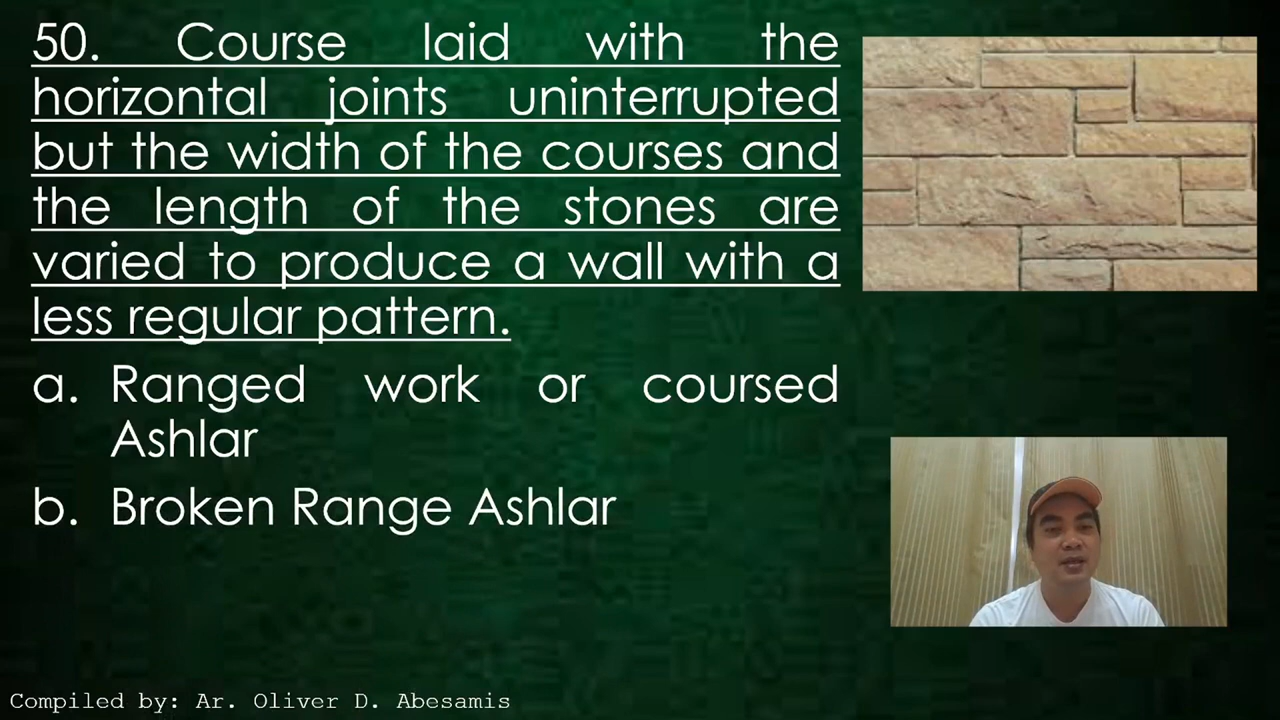 50. Course laid with the
horizontal joints uninterrupted
but the width of the courses and
the length of the stones are
varied to produce a wall with a
less regular pattern.
a. Ranged work or coursed
Ashlar
b. Broken Range Ashlar
Compiled by: Ar. Oliver D. Abesamis